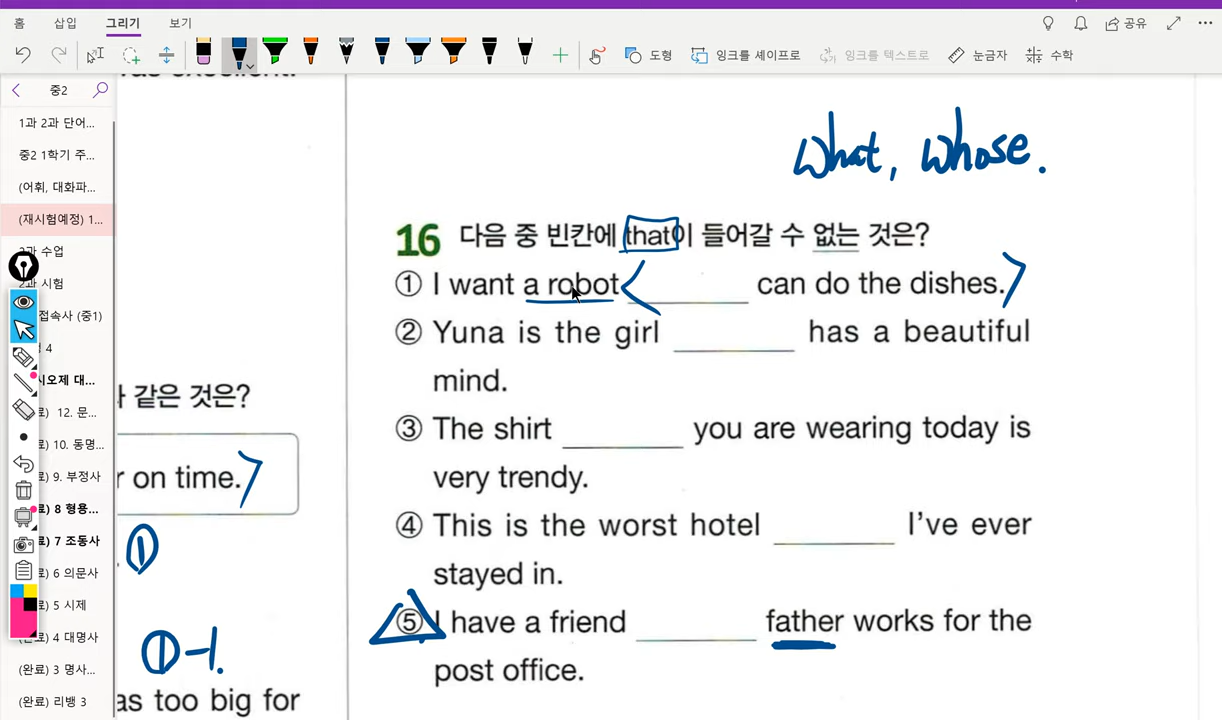 홈 삽입 그리기 보기
공유
도형 잉크를 셰이프로 잉크를 텍스트로 눈금자 수학
중2
1과 2과 단어...
중2 1학기 주...
(어휘, 대화파...
(재시험예정) 1...
과 수업
과 시험
접속사 (중1)
4
시오제 대...
) 12. 문...
) 10. 동명...
) 9. 부정사
) 8 형용...
) 7 조동사
) 6 의문사
) 5 시제
(완료) 4 대명사
(완료) 3 명사...
(완료) 리뱅 3
같은 것은?
r on time.>
①
①-1.
as too big for
what, whose.
16 다음 중 빈칸에 that이 들어갈 수 없는 것은?
① I want a robot < ________ can do the dishes.>
② Yuna is the girl ________ has a beautiful
mind.
③ The shirt ________ you are wearing today is
very trendy.
④ This is the worst hotel ________ I've ever
stayed in.
⑤ I have a friend ________ father works for the
post office.